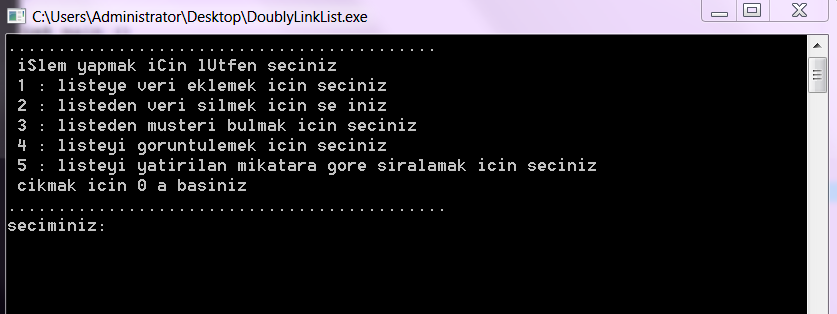 C:\Users\Administrator\Desktop\DoublyLinkList.exe
...........................................
iSlem yapmak iCin lUtfen seciniz
1 : listeye veri eklemek icin seciniz
2 : listeden veri silmek icin se iniz
3 : listeden musteri bulmak icin seciniz
4 : listeyi goruntulemek icin seciniz
5 : listeyi yatirilan mikatara gore siralamak icin seciniz
cikmak icin 0 a basiniz
............................................
seciminiz: